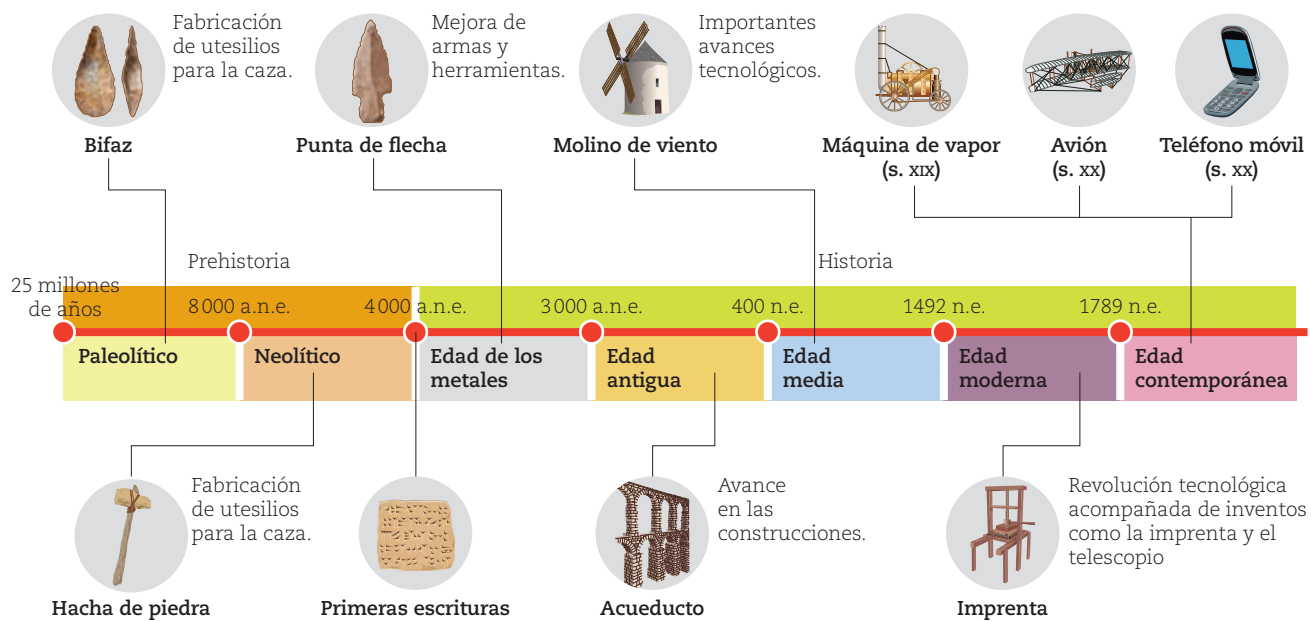 Fabricación
de utesilios
para la caza.
Bifaz
Mejora de
armas y
herramientas.
Punta de flecha
Importantes
avances
tecnológicos.
Molino de viento
Máquina de vapor
(s. XIX)
Avión
(s. XX)
Teléfono móvil
(s. XX)
Prehistoria
Historia
25 millones
de años
8 000 a.n.e.
4 000 a.n.e.
3 000 a.n.e.
400 n.e.
1492 n.e.
1789 n.e.
Paleolítico
Neolítico
Edad de los
metales
Edad
antigua
Edad
media
Edad
moderna
Edad
contemporánea
Hacha de piedra
Fabricación
de utesilios
para la caza.
Primeras escrituras
Acueducto
Avance
en las
construcciones.
Imprenta
Revolución tecnológica
acompañada de inventos
como la imprenta y el
telescopio